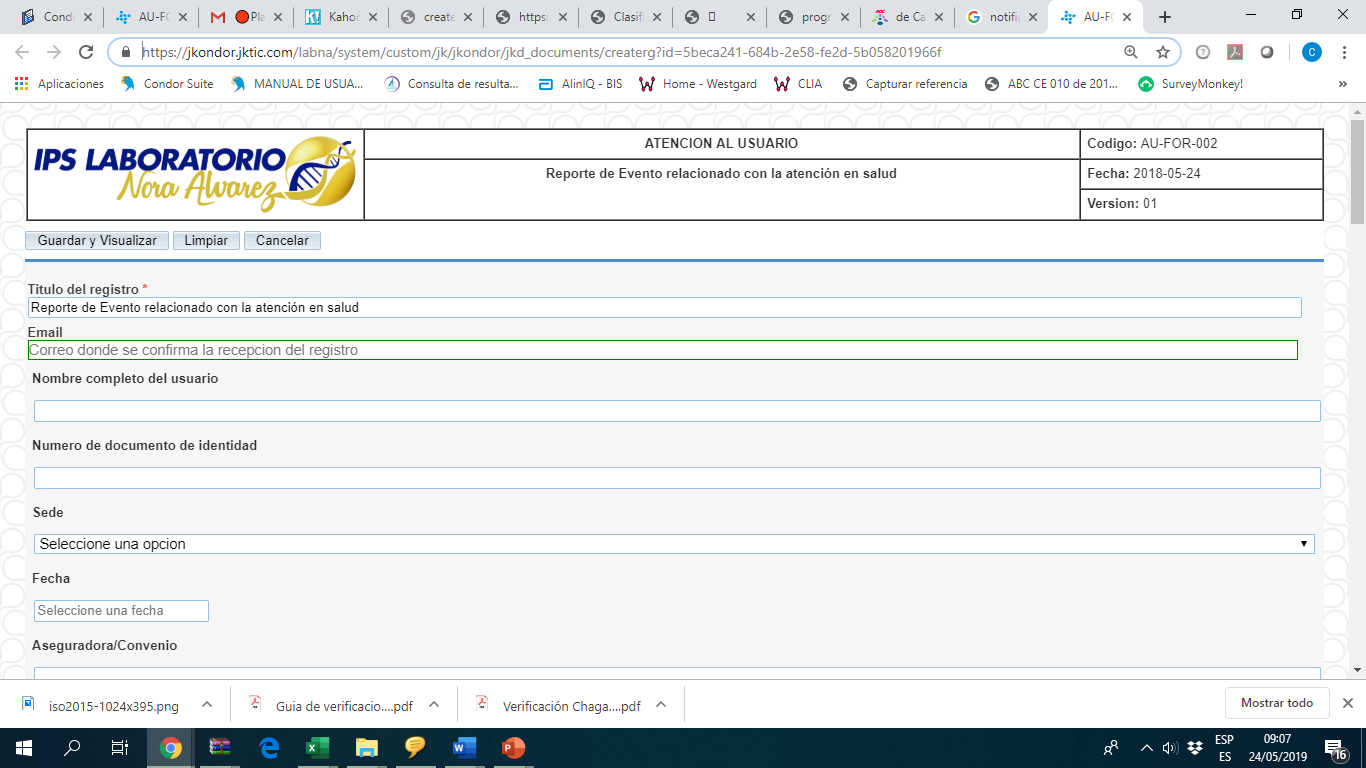 Cond
AU-FO
Pla
Kahoo
create
https:
Clasifi
progr
de Ca
notifi
AU-FO
https://jkondor.jktic.com/labna/system/custom/jk/jkondor/jkd_documents/createrg?id=5beca241-684b-2e58-fe2d-5b058201966f
C
Aplicaciones
Condor Suite
MANUAL DE USUA...
Consulta de resulta...
AlinIQ - BIS
Home - Westgard
CLIA
Capturar referencia
ABC CE 010 de 201...
SurveyMonkey!
»
IPS LABORATORIO
Nora Alvarez
ATENCION AL USUARIO
Reporte de Evento relacionado con la atención en salud
Codigo: AU-FOR-002
Fecha: 2018-05-24
Version: 01
Guardar y Visualizar
Limpiar
Cancelar
Titulo del registro *
Reporte de Evento relacionado con la atención en salud
Email
Correo donde se confirma la recepcion del registro
Nombre completo del usuario
Numero de documento de identidad
Sede
Seleccione una opcion
Fecha
Seleccione una fecha
Aseguradora/Convenio
iso2015-1024x395.png
Guia de verificacio....pdf
Verificación Chaga....pdf
Mostrar todo
ESP
ES
09:07
24/05/2019
16